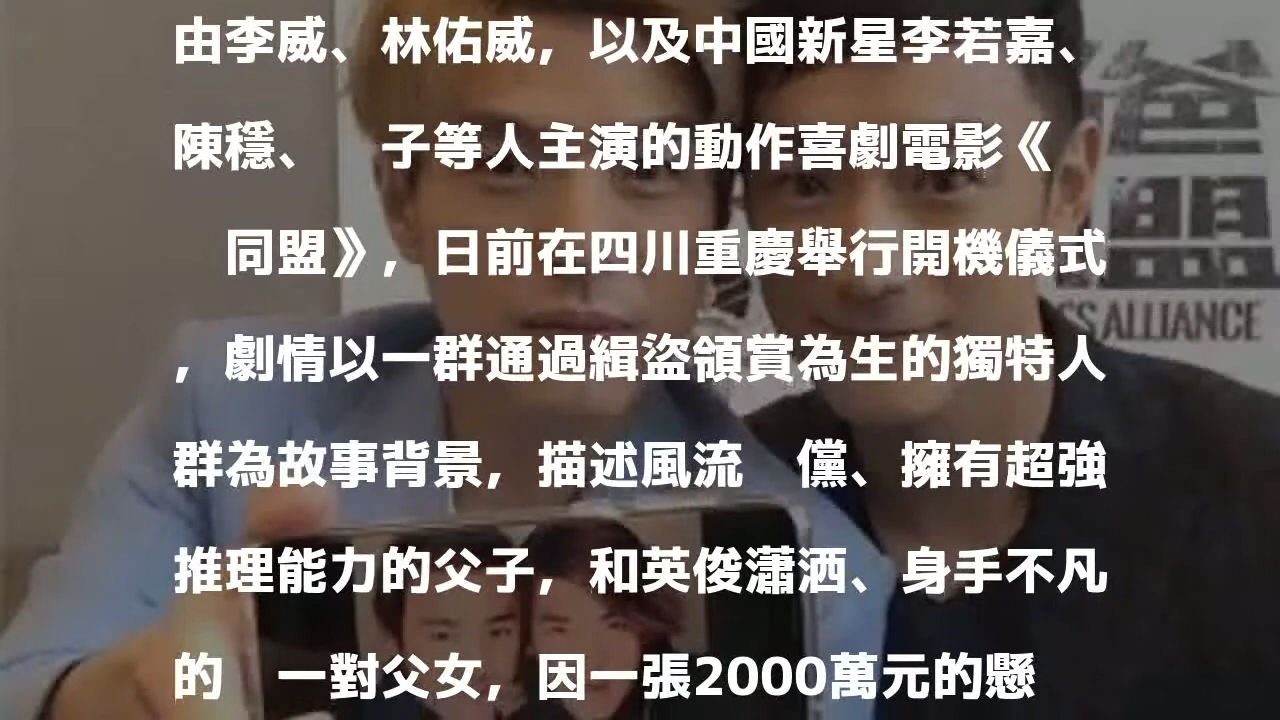 由李威、林佑威，以及中國新星李若嘉、
陳穩、　子等人主演的動作喜劇電影《
　同盟》，日前在四川重慶舉行開機儀式
，劇情以一群通過緝盜領賞為生的獨特人
群為故事背景，描述風流　儻、擁有超強
推理能力的父子，和英俊瀟洒、身手不凡
的　一對父女，因一張2000萬元的懸
爸
盟
SS ALLIANCE